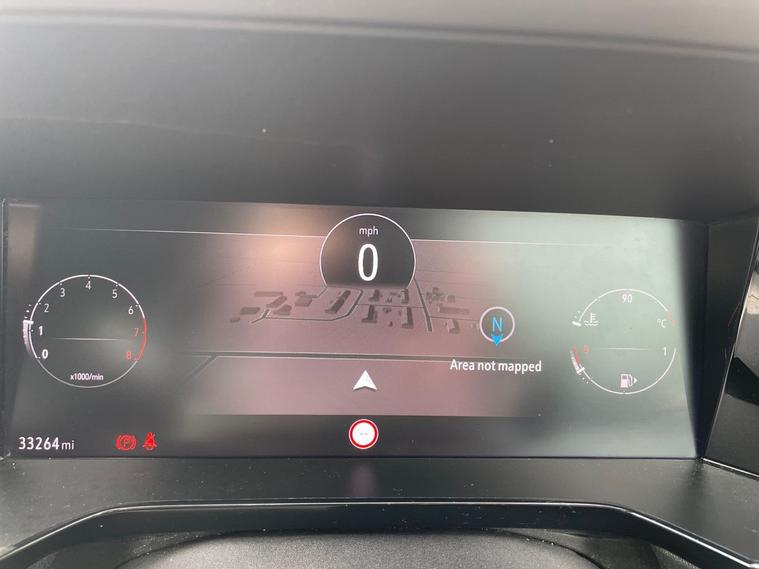 mph
0
0 1 2 3 4 5 6 7 8
x1000/min
N
Area not mapped
90
°C
0 1
33264 mi
P
--